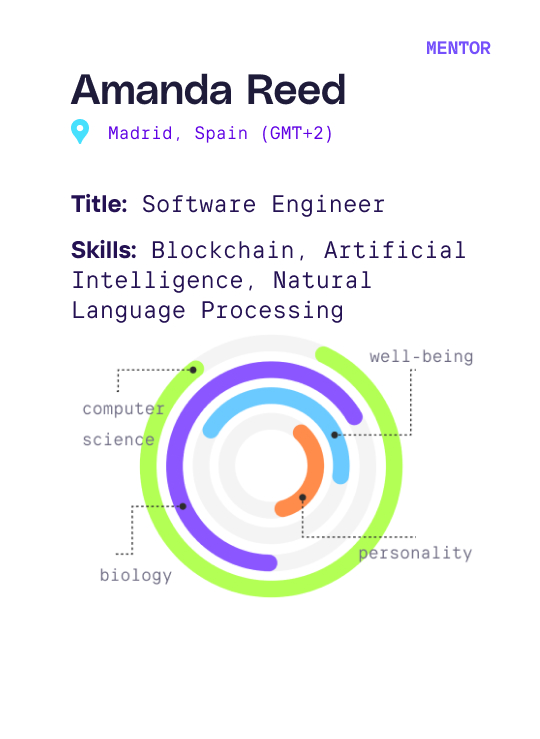 MENTOR
Amanda Reed
Madrid, Spain (GMT+2)
Title: Software Engineer
Skills: Blockchain, Artificial
Intelligence, Natural
Language Processing
well-being
computer
science
personality
biology